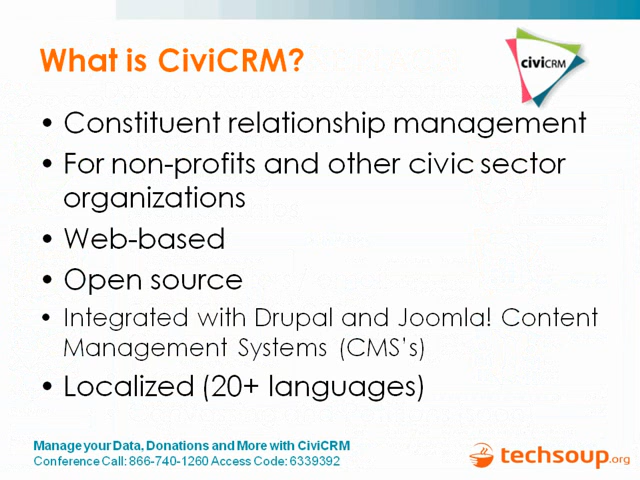 What is CiviCRM?
civiCRM
• Constituent relationship management
• For non-profits and other civic sector
organizations
• Web-based
• Open source
• Integrated with Drupal and Joomla! Content
Management Systems (CMS's)
• Localized (20+ languages)
Manage your Data, Donations and More with CiviCRM
Conference Call: 866-740-1260 Access Code: 6339392
techsoup.org